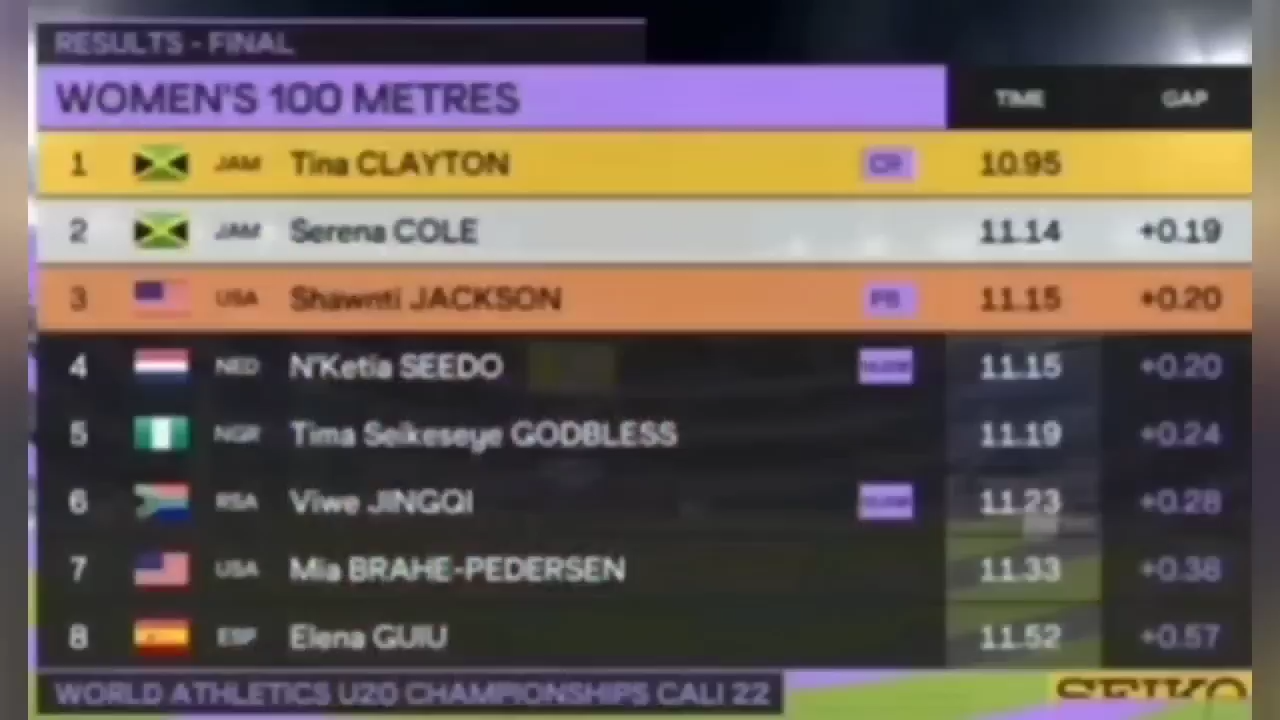 RESULTS - FINAL
WOMEN'S 100 METRES TIME GAP
1 JAM Tina CLAYTON CR 10.95
2 JAM Serena COLE 11.14 +0.19
3 USA Shawnti JACKSON PB 11.15 +0.20
4 NED N'Ketia SEEDO 11.15 +0.20
5 NGR Tima Seikeseye GODBLESS 11.19 +0.24
6 RSA Viwe JINGQI 11.23 +0.28
7 USA Mia BRAHE-PEDERSEN 11.33 +0.38
8 ESP Elena GUIU 11.52 +0.57
WORLD ATHLETICS U20 CHAMPIONSHIPS CALI 22
SEIKO